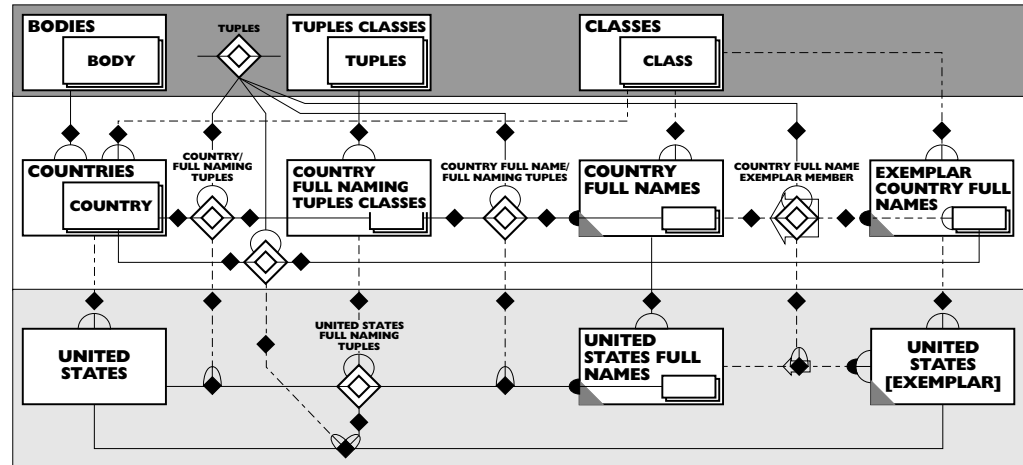 BODIES
BODY
TUPLES
TUPLES CLASSES
TUPLES
CLASSES
CLASS
COUNTRIES
COUNTRY
COUNTRY/
FULL NAMING
TUPLES
COUNTRY
FULL NAMING
TUPLES CLASSES
COUNTRY FULL NAME/
FULL NAMING TUPLES
COUNTRY
FULL NAMES
COUNTRY FULL NAME
EXEMPLAR MEMBER
EXEMPLAR
COUNTRY FULL
NAMES
UNITED
STATES
UNITED STATES
FULL NAMING
TUPLES
UNITED
STATES FULL
NAMES
UNITED
STATES
[EXEMPLAR]